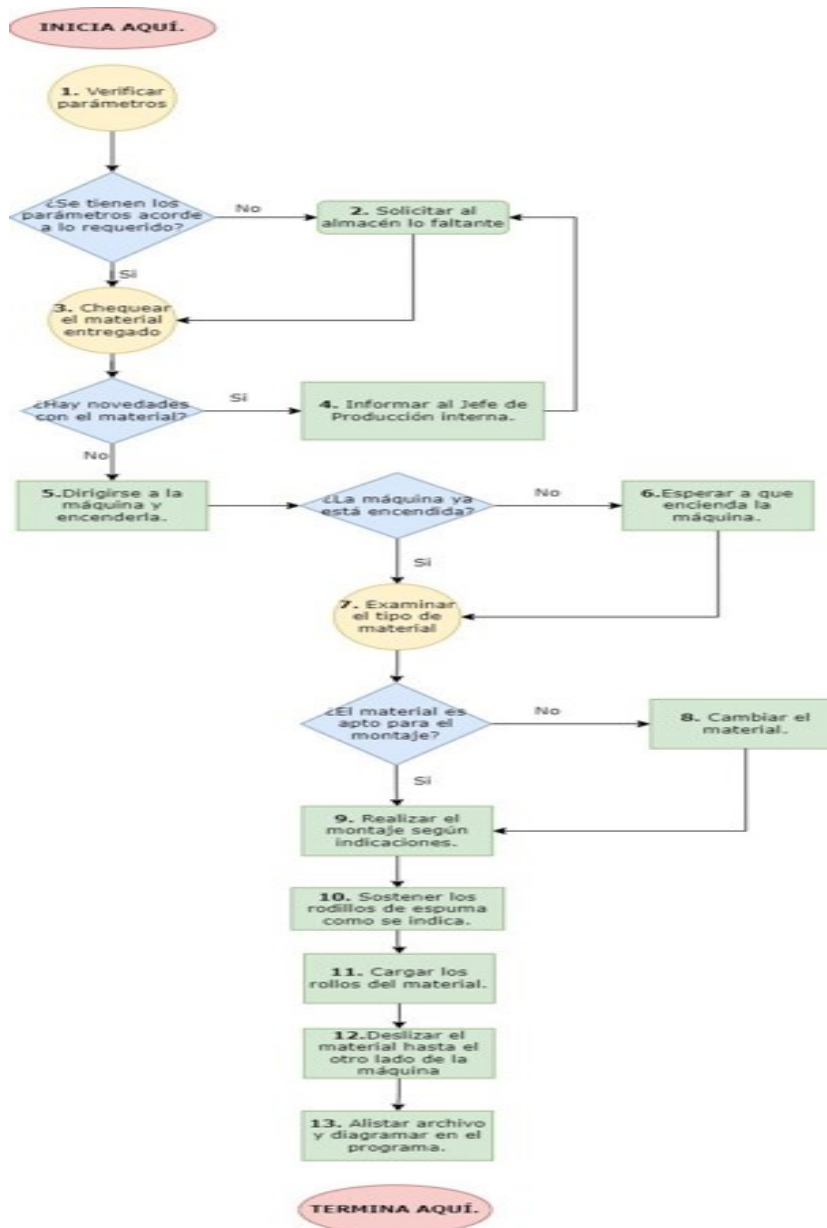 INICIA AQUÍ.
1. Verificar
parámetros
¿Se tienen los
parámetros acorde
a lo requerido?
No
2. Solicitar al
almacén lo faltante
Si
3. Chequear
el material
entregado
¿Hay novedades
con el material?
Si
4. Informar al Jefe de
Producción interna.
No
5.Dirigirse a la
máquina y
encenderla.
¿La máquina ya
está encendida?
No
6.Esperar a que
encienda la
máquina.
Si
7. Examinar
el tipo de
material
¿El material es
apto para el
montaje?
No
8. Cambiar el
material.
Si
9. Realizar el
montaje según
indicaciones.
10. Sostener los
rodillos de espuma
como se indica.
11. Cargar los
rollos del material.
12.Deslizar el
material hasta el
otro lado de la
máquina
13. Alistar archivo
y diagramar en el
programa.
TERMINA AQUÍ.